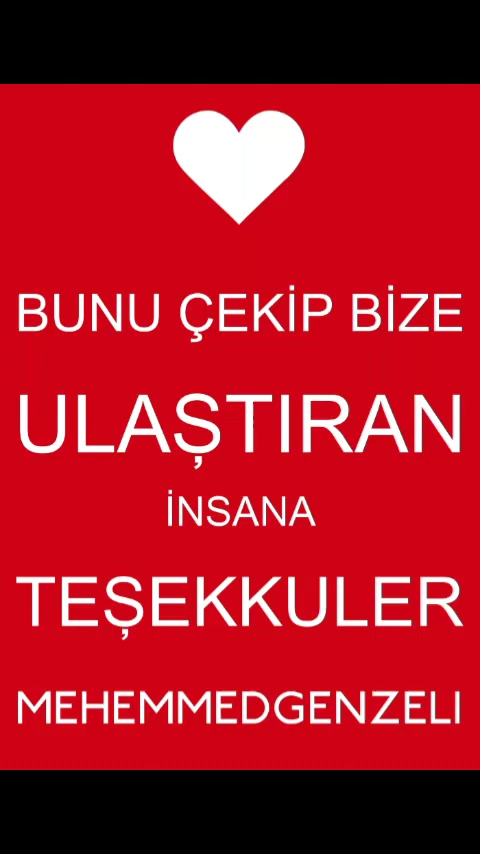 BUNU ÇEKİP BİZE
ULAŞTIRAN
İNSANA
TEŞEKKULER
MEHEMMEDGENZELI